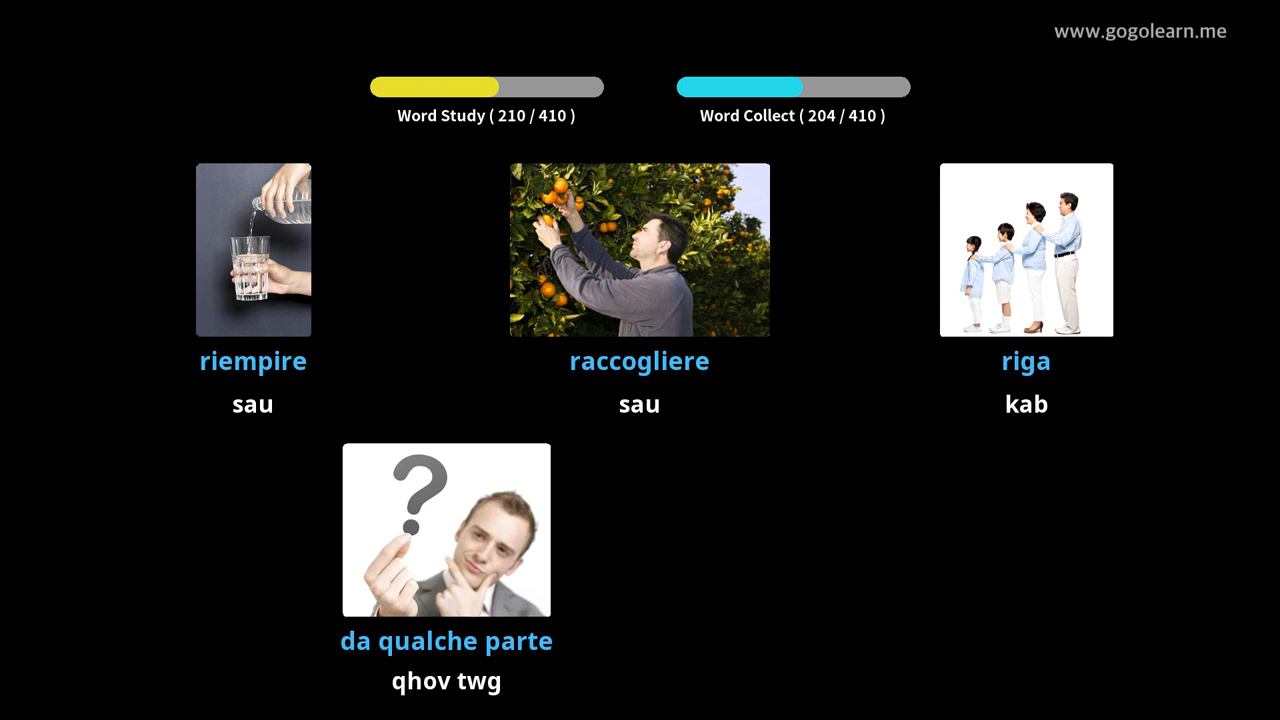 www.gogolearn.me
Word Study ( 210 / 410 )
Word Collect ( 204 / 410 )
riempire
sau
raccogliere
sau
riga
kab
da qualche parte
qhov twg